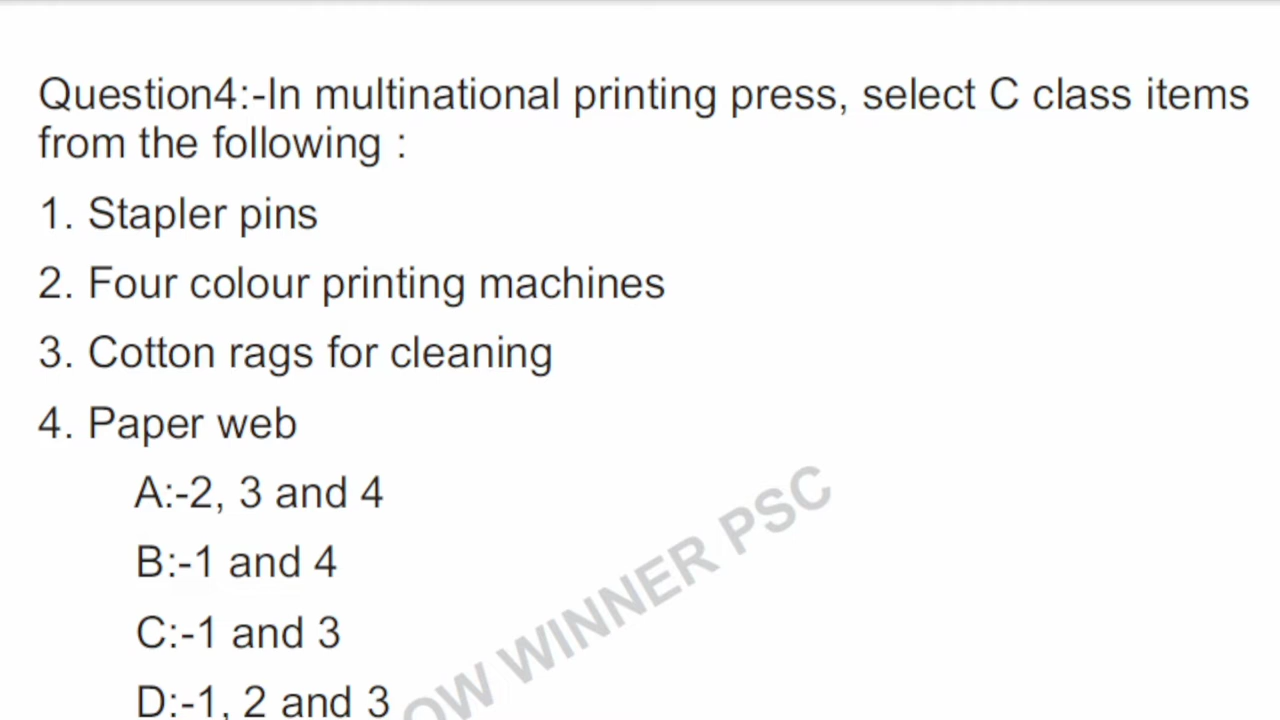 Question4:-In multinational printing press, select C class items
from the following :
1. Stapler pins
2. Four colour printing machines
3. Cotton rags for cleaning
4. Paper web
A:-2, 3 and 4
B:-1 and 4
C:-1 and 3
D:-1, 2 and 3
OW WINNER PSC